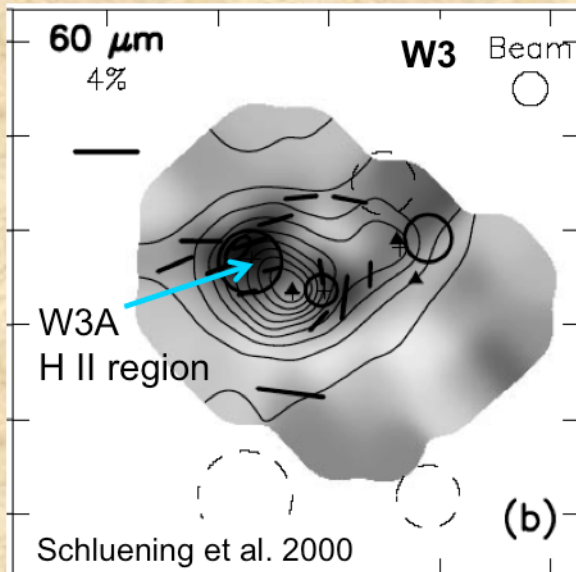 60 μm W3 Beam
4%
W3A
H II region
(b)
Schluening et al. 2000